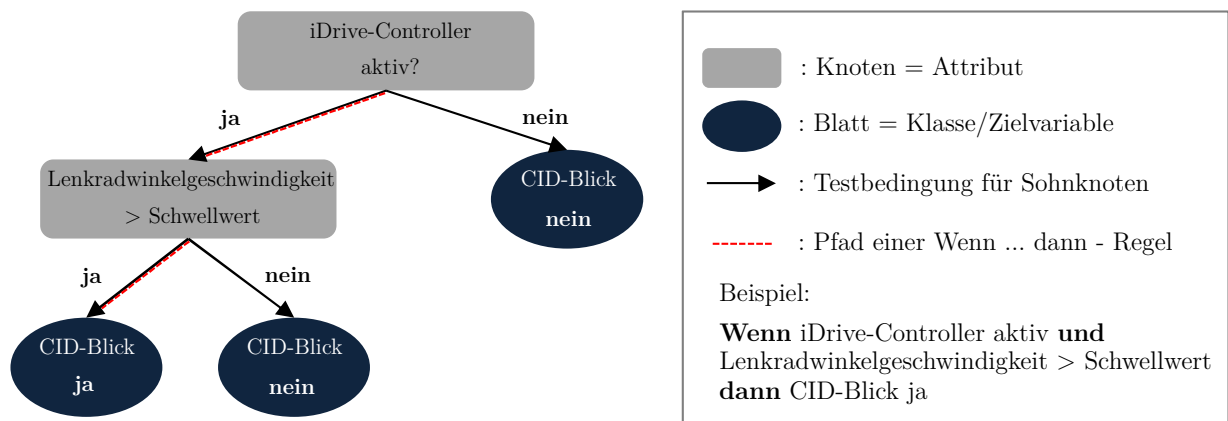 iDrive-Controller
aktiv?
ja
nein
Lenkradwinkelgeschwindigkeit
> Schwellwert
CID-Blick
nein
ja
nein
CID-Blick
ja
CID-Blick
nein
: Knoten = Attribut
: Blatt = Klasse/Zielvariable
: Testbedingung für Sohnknoten
: Pfad einer Wenn ... dann - Regel
Beispiel:
Wenn iDrive-Controller aktiv und
Lenkradwinkelgeschwindigkeit > Schwellwert
dann CID-Blick ja